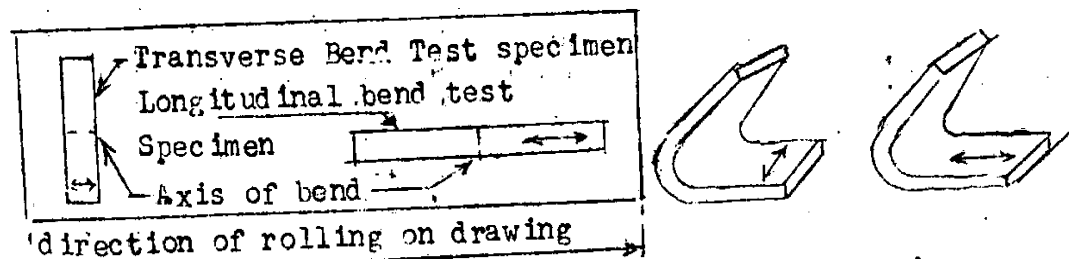 Transverse Bend Test specimen
Longitudinal bend test
Specimen
Axis of bend
direction of rolling on drawing